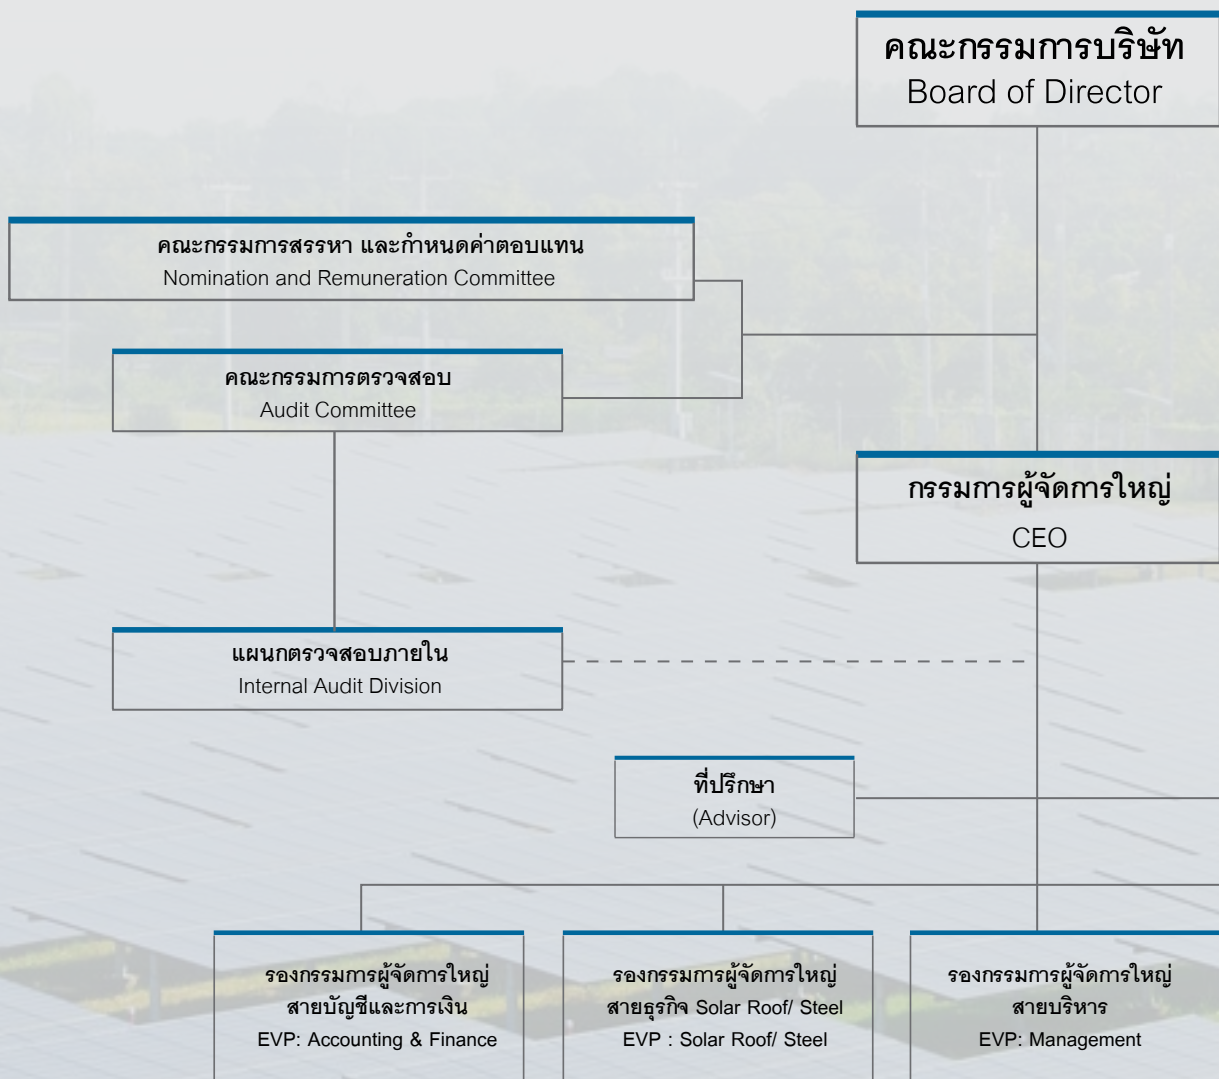 คณะกรรมการบริษัท
Board of Director
คณะกรรมการสรรหา และกำหนดค่าตอบแทน
Nomination and Remuneration Committee
คณะกรรมการตรวจสอบ
Audit Committee
กรรมการผู้จัดการใหญ่
CEO
แผนกตรวจสอบภายใน
Internal Audit Division
ที่ปรึกษา
(Advisor)
รองกรรมการผู้จัดการใหญ่
สายบัญชีและการเงิน
EVP: Accounting & Finance
รองกรรมการผู้จัดการใหญ่
สายธุรกิจ Solar Roof/ Steel
EVP : Solar Roof/ Steel
รองกรรมการผู้จัดการใหญ่
สายบริหาร
EVP: Management